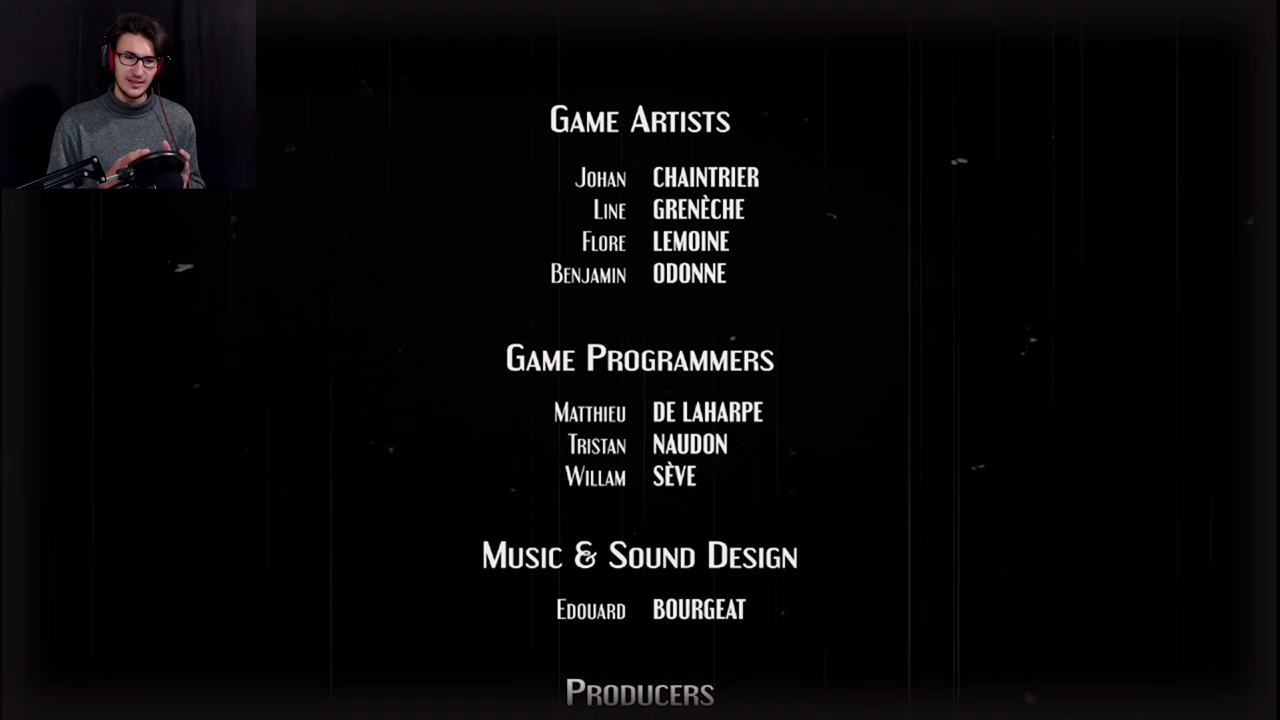 Game Artists
Johan CHAINTRIER
Line GRENÈCHE
Flore LEMOINE
Benjamin ODONNE
Game Programmers
Matthieu DE LAHARPE
Tristan NAUDON
Willam SÈVE
Music & Sound Design
Edouard BOURGEAT
Producers